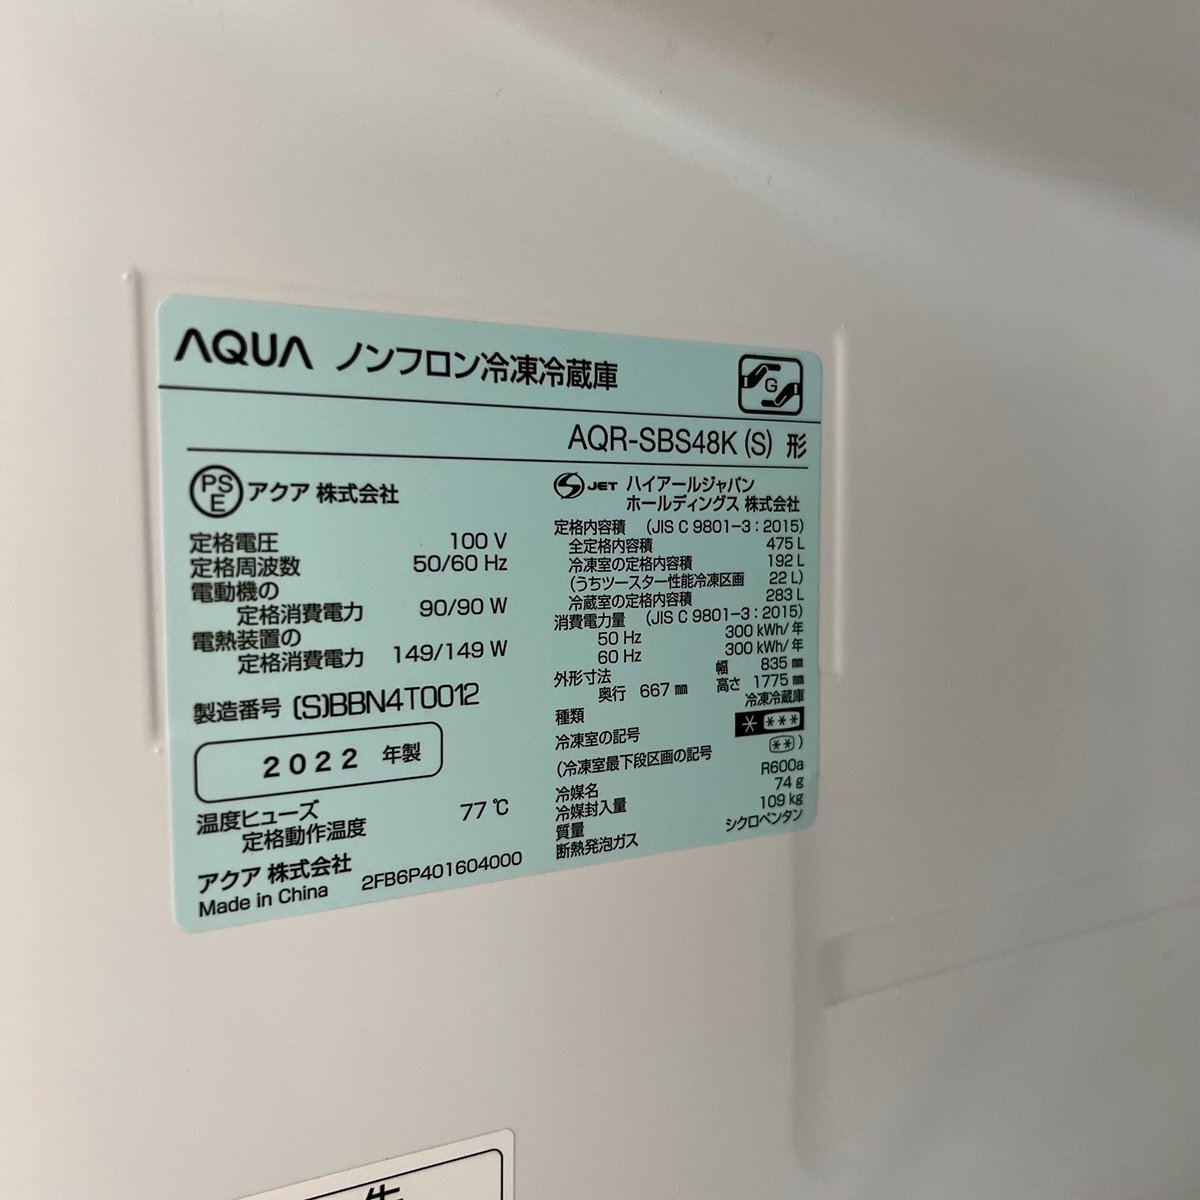 AQUA ノンフロン冷凍冷蔵庫
G
AQR-SBS48K (S) 形
PS
E
アクア 株式会社
定格電圧 100 V
定格周波数 50/60 Hz
電動機の
定格消費電力 90/90 W
電熱装置の
定格消費電力 149/149 W
製造番号 (S)BBN4T0012
2022 年製
温度ヒューズ
定格動作温度 77 ℃
アクア 株式会社
Made in China 2FB6P401604000
JET ハイアールジャパン
ホールディングス 株式会社
定格内容積 (JIS C 9801-3 : 2015)
全定格内容積 475 L
冷凍室の定格内容積 192 L
(うちツースター性能冷凍区画 22 L)
冷蔵室の定格内容積 283 L
消費電力量 (JIS C 9801-3 : 2015)
50 Hz 300 kWh/年
60 Hz 300 kWh/年
外形寸法 幅 835 ㎜
奥行 667 ㎜ 高さ 1775 ㎜
種類 冷凍冷蔵庫
冷凍室の記号 * ***
(冷凍室最下段区画の記号 ** )
冷媒名 R600a
冷媒封入量 74 g
質量 109 kg
断熱発泡ガス シクロペンタン